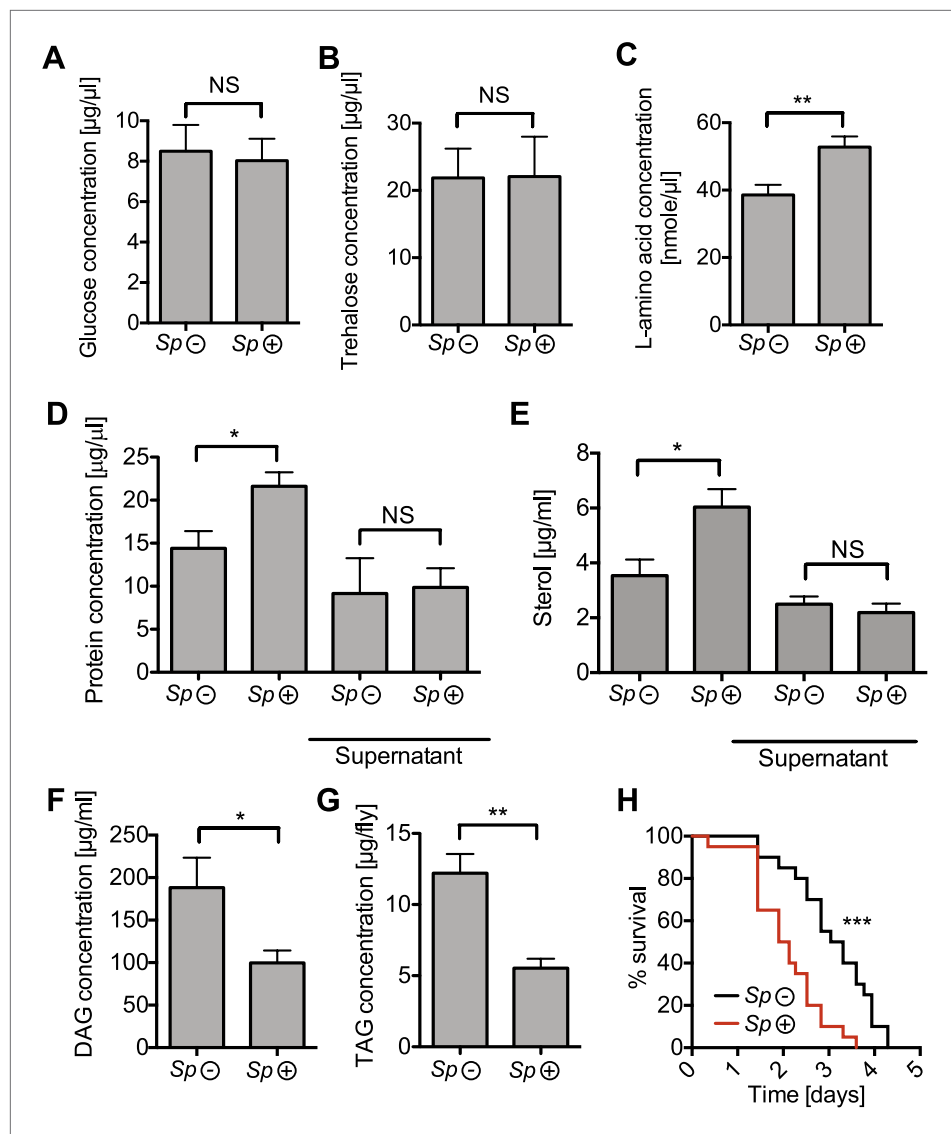 A
Glucose concentration [µg/µl]
NS
10
8
6
4
2
0
Sp⊖
Sp⊕
B
Trehalose concentration [µg/µl]
NS
30
20
10
0
Sp⊖
Sp⊕
C
L-amino acid concentration
[nmole/µl]
**
60
40
20
0
Sp⊖
Sp⊕
D
Protein concentration [µg/µl]
*
NS
25
20
15
10
5
0
Sp⊖
Sp⊕
Sp⊖
Sp⊕
Supernatant
E
Sterol [µg/ml]
*
NS
8
6
4
2
0
Sp⊖
Sp⊕
Sp⊖
Sp⊕
Supernatant
F
DAG concentration [µg/ml]
*
250
200
150
100
50
0
Sp⊖
Sp⊕
G
TAG concentration [µg/fly]
**
15
10
5
0
Sp⊖
Sp⊕
H
% survival
100
80
60
40
20
0
***
Sp⊖
Sp⊕
0
1
2
3
4
5
Time [days]